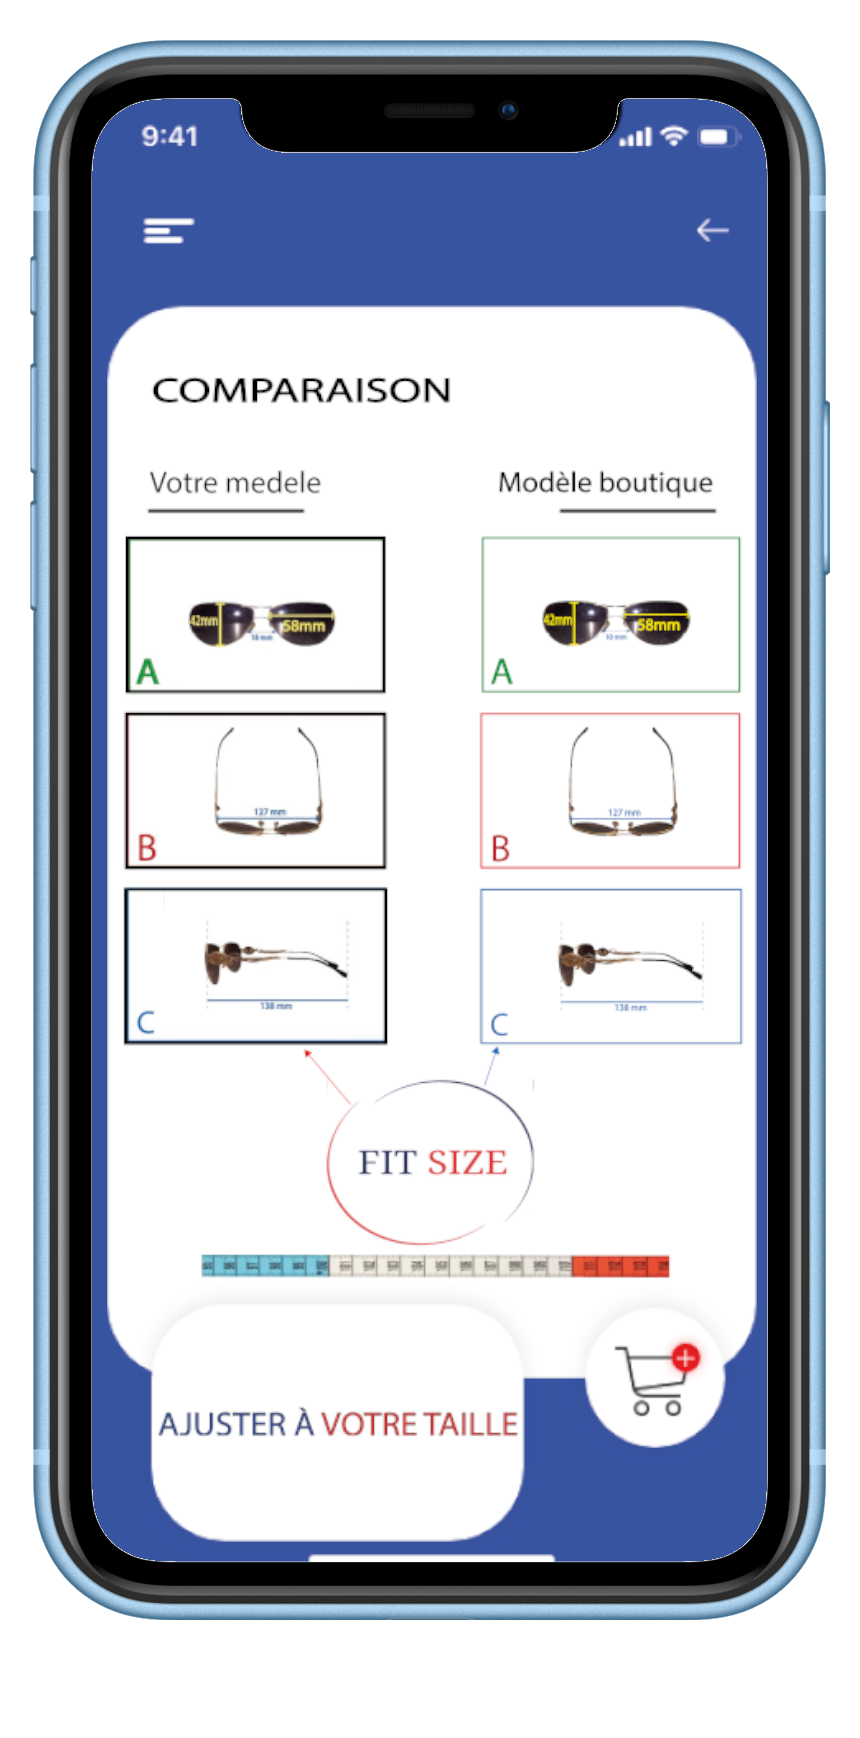 9:41
COMPARAISON
Votre medele
Modèle boutique
42mm
58mm
A
42mm
58mm
A
127 mm
B
127 mm
B
138 mm
C
138 mm
C
FIT SIZE
AJUSTER À VOTRE TAILLE